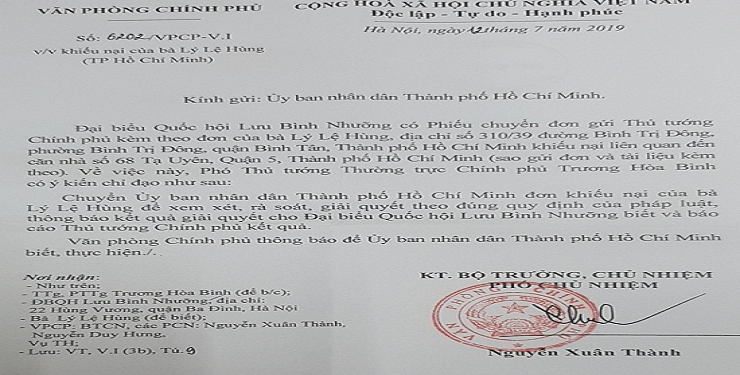 VĂN PHÒNG CHÍNH PHỦ
CỘNG HOÀ XÃ HỘI CHỦ NGHĨA VIỆT NAM
Độc lập - Tự do - Hạnh phúc
Số: 6202/VPCP-V.I
Hà Nội, ngày 12 tháng 7 năm 2019
v/v khiếu nại của bà Lý Lệ Hùng
(TP Hồ Chí Minh)
Kính gửi: Ủy ban nhân dân Thành phố Hồ Chí Minh.
Đại biểu Quốc hội Lưu Bình Nhưỡng có Phiếu chuyển đơn gửi Thủ tướng
Chính phủ kèm theo đơn của bà Lý Lệ Hùng, địa chỉ số 310/39 đường Bình Trị Đông,
phường Bình Trị Đông, quận Bình Tân, Thành phố Hồ Chí Minh khiếu nại liên quan đến
căn nhà số 68 Tạ Uyên, Quận 5, Thành phố Hồ Chí Minh (sao gửi đơn và tài liệu kèm
theo). Về việc này, Phó Thủ tướng Thường trực Chính phủ Trương Hòa Bình
có ý kiến chỉ đạo như sau:
Chuyển Ủy ban nhân dân Thành phố Hồ Chí Minh đơn khiếu nại của bà
Lý Lệ Hùng để xem xét, rà soát, giải quyết theo đúng quy định của pháp luật,
thông báo kết quả giải quyết cho Đại biểu Quốc hội Lưu Bình Nhưỡng biết và báo
cáo Thủ tướng Chính phủ kết quả.
Văn phòng Chính phủ thông báo để Ủy ban nhân dân Thành phố Hồ Chí Minh
biết, thực hiện./.
Nơi nhận:
- Như trên;
- TTg, PTTg Trương Hòa Bình (để b/c);
- ĐBQH Lưu Bình Nhưỡng, địa chỉ:
22 Hùng Vương, quận Ba Đình, Hà Nội
- Bà Lý Lệ Hùng (để biết);
- VPCP: BTCN, các PCN: Nguyễn Xuân Thành,
Nguyễn Duy Hưng,
Vụ TH;
- Lưu: VT, V.I (3b), Tú.9
KT. BỘ TRƯỞNG, CHỦ NHIỆM
PHÓ CHỦ NHIỆM
VĂN PHÒNG CHÍNH PHỦ
Nguyễn Xuân Thành